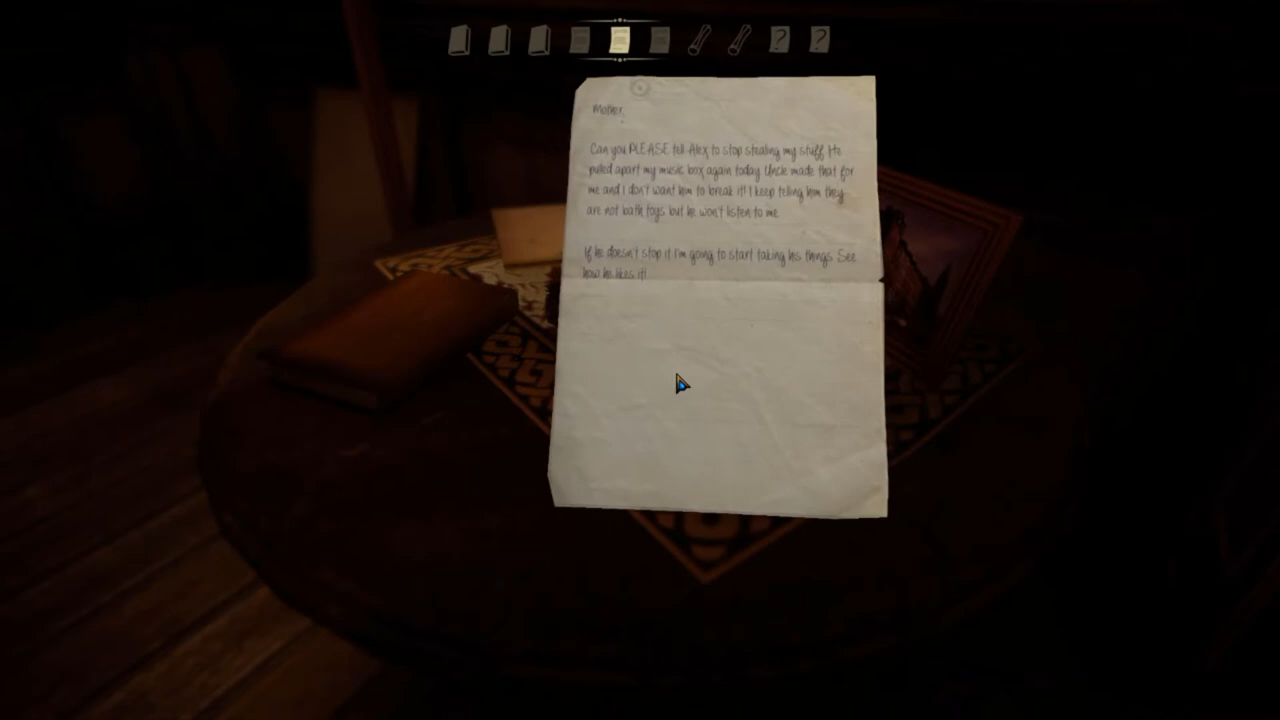 Mother,
Can you PLEASE tell Alex to stop stealing my stuff. He
pulled apart my music box again today. Uncle made that for
me and I don't want him to break it! I keep telling him they
are not bath toys but he won't listen to me.
If he doesn't stop it I'm going to start taking his things. See
how he likes it!
? ?